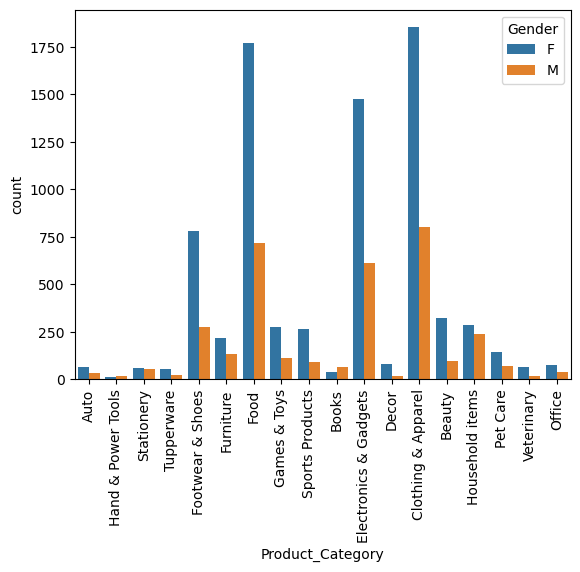 Gender
F
M
1750
1500
1250
1000
750
500
250
0
count
Auto
Hand & Power Tools
Stationery
Tupperware
Footwear & Shoes
Furniture
Food
Games & Toys
Sports Products
Books
Electronics & Gadgets
Decor
Clothing & Apparel
Beauty
Household items
Pet Care
Veterinary
Office
Product_Category